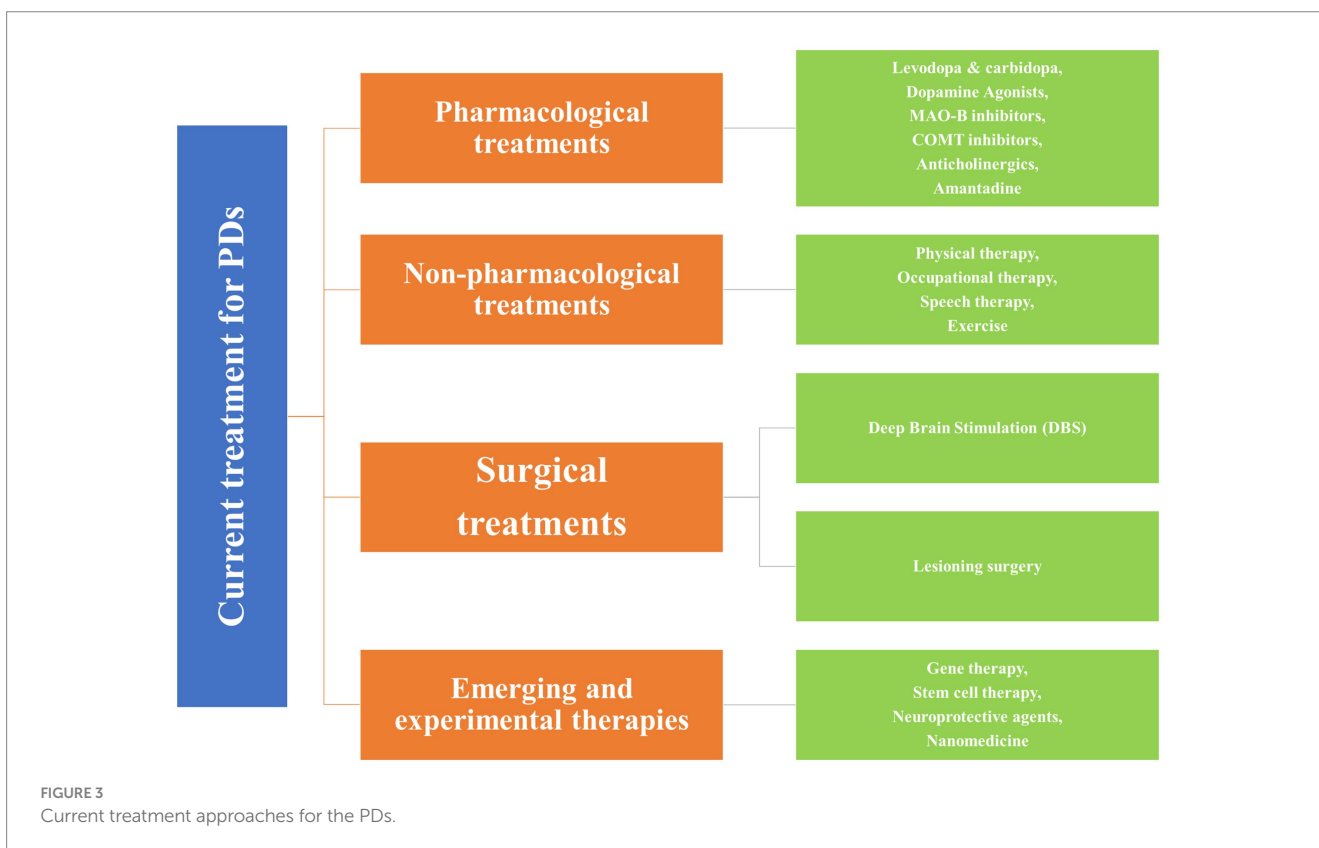 Current treatment for PDs
Pharmacological
treatments
Levodopa & carbidopa,
Dopamine Agonists,
MAO-B inhibitors,
COMT inhibitors,
Anticholinergics,
Amantadine
Non-pharmacological
treatments
Physical therapy,
Occupational therapy,
Speech therapy,
Exercise
Surgical
treatments
Deep Brain Stimulation (DBS)
Lesioning surgery
Emerging and
experimental therapies
Gene therapy,
Stem cell therapy,
Neuroprotective agents,
Nanomedicine
FIGURE 3
Current treatment approaches for the PDs.